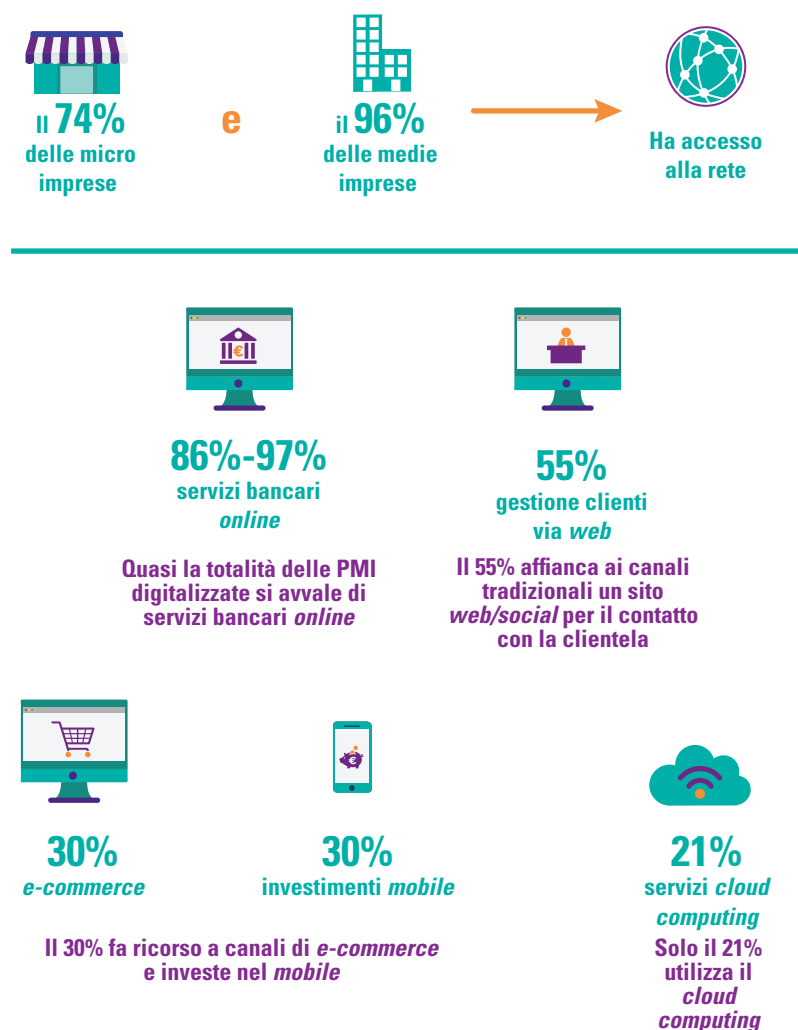 Il 74%
delle micro
imprese
e
il 96%
delle medie
imprese
Ha accesso
alla rete
86%-97%
servizi bancari
online
Quasi la totalità delle PMI
digitalizzate si avvale di
servizi bancari online
55%
gestione clienti
via web
Il 55% affianca ai canali
tradizionali un sito
web/social per il contatto
con la clientela
30%
e-commerce
30%
investimenti mobile
Il 30% fa ricorso a canali di e-commerce
e investe nel mobile
21%
servizi cloud
computing
Solo il 21%
utilizza il
cloud
computing